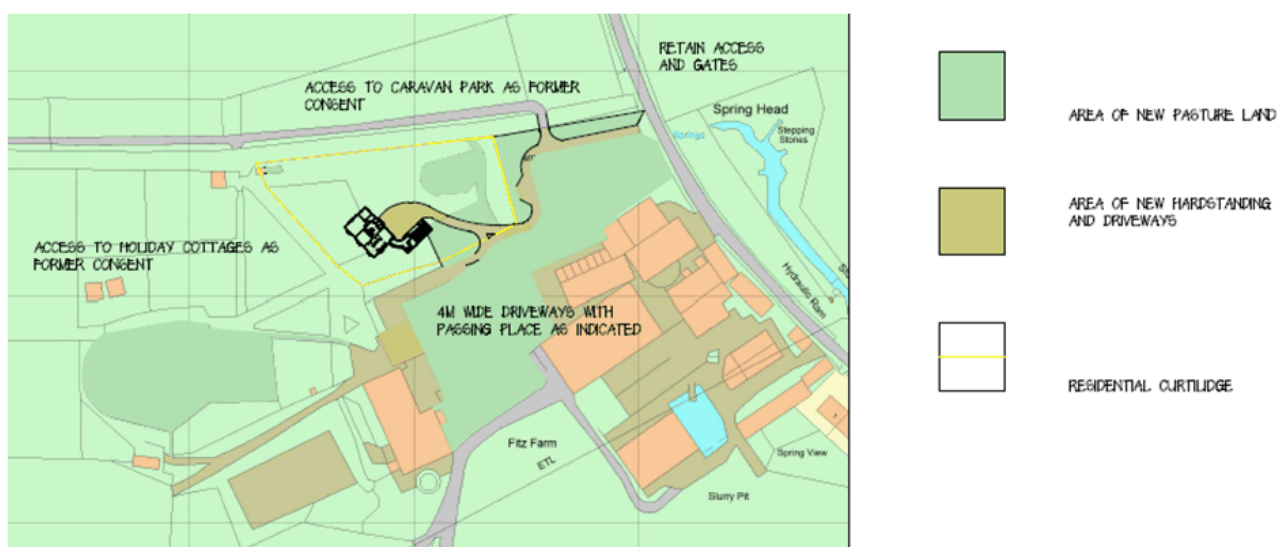 RETAIN ACCESS
AND GATES
ACCESS TO CARAVAN PARK AS FORMER
CONSENT
Spring Head
Springs
Stepping
Stones
AREA OF NEW PASTURE LAND
AREA OF NEW HARDSTANDING
AND DRIVEWAYS
ACCESS TO HOLIDAY COTTAGES AS
FORMER CONSENT
Hydraulic Ram
4M WIDE DRIVEWAYS WITH
PASSING PLACE AS INDICATED
RESIDENTIAL CURTILIDGE
Fitz Farm
ETL
Spring View
Slurry Pit